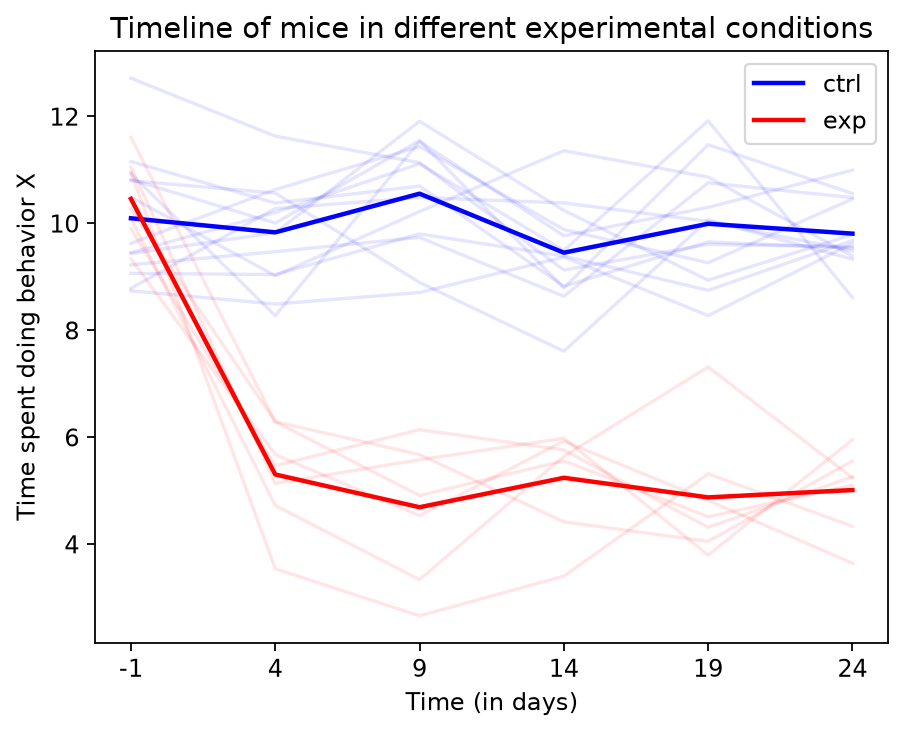 Timeline of mice in different experimental conditions
ctrl
exp
Time spent doing behavior X
12
10
8
6
4
-1 4 9 14 19 24
Time (in days)